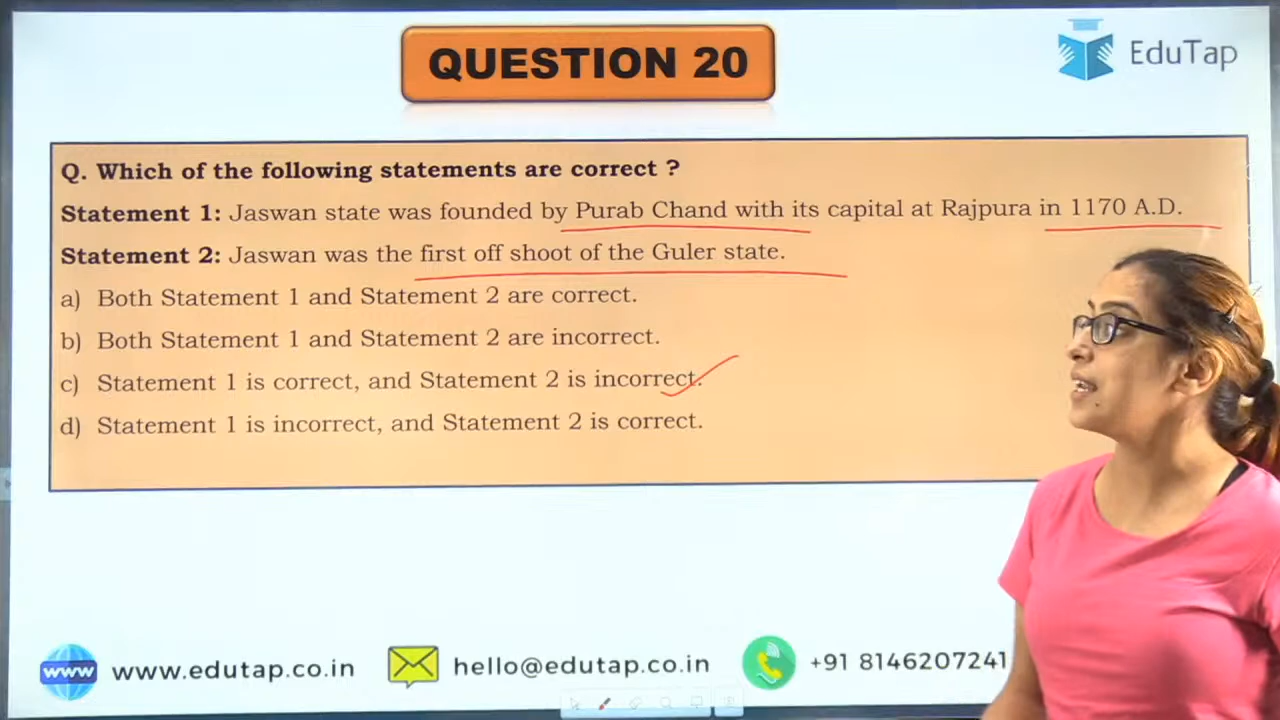 QUESTION 20
EduTap
Q. Which of the following statements are correct ?
Statement 1: Jaswan state was founded by Purab Chand with its capital at Rajpura in 1170 A.D.
Statement 2: Jaswan was the first off shoot of the Guler state.
a) Both Statement 1 and Statement 2 are correct.
b) Both Statement 1 and Statement 2 are incorrect.
c) Statement 1 is correct, and Statement 2 is incorrect.
d) Statement 1 is incorrect, and Statement 2 is correct.
www www.edutap.co.in hello@edutap.co.in +91 8146207241